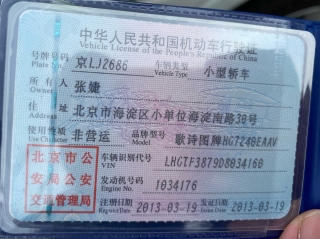 中华人民共和国机动车行驶证
Vehicle License of the People's Republic of China
号牌号码 京LJ2686 车辆类型 小型轿车
Plate No. Vehicle Type
所有人 张婕
Owner
住址 北京市海淀区小单位海淀南路38号
使用性质 非营运 品牌型号 歌诗图牌HG7240EAAV
北京市公安局公安交通管理局
车辆识别代号 LHGTF3879D8034160
VIN
发动机号码 1034176
Engine No.
注册日期 2013-03-19 发证日期 2013-03-19
Register Date Issue Date